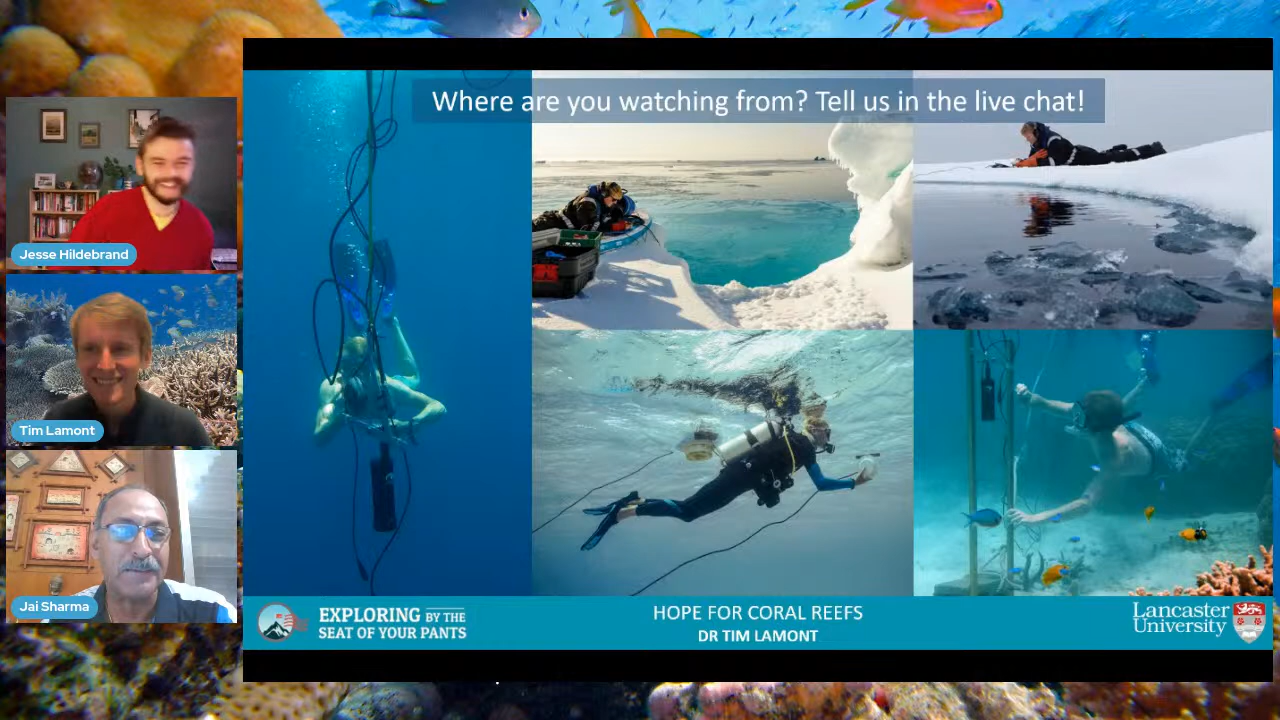 Where are you watching from? Tell us in the live chat!
Jesse Hildebrand
Tim Lamont
Jai Sharma
EXPLORING BY THE
SEAT OF YOUR PANTS
HOPE FOR CORAL REEFS
DR TIM LAMONT
Lancaster
University